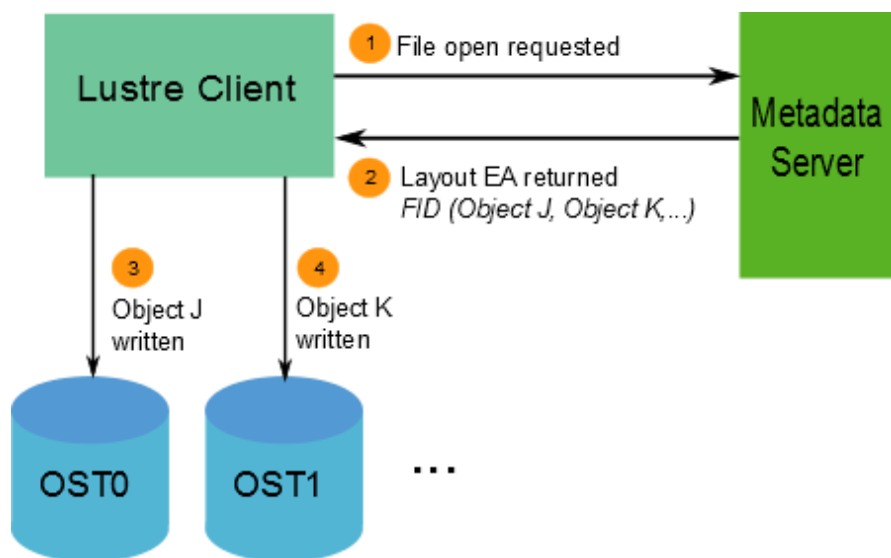 Lustre Client
1 File open requested
Metadata
Server
2 Layout EA returned
FID (Object J, Object K,...)
3
Object J
written
4
Object K
written
OST0
OST1
...